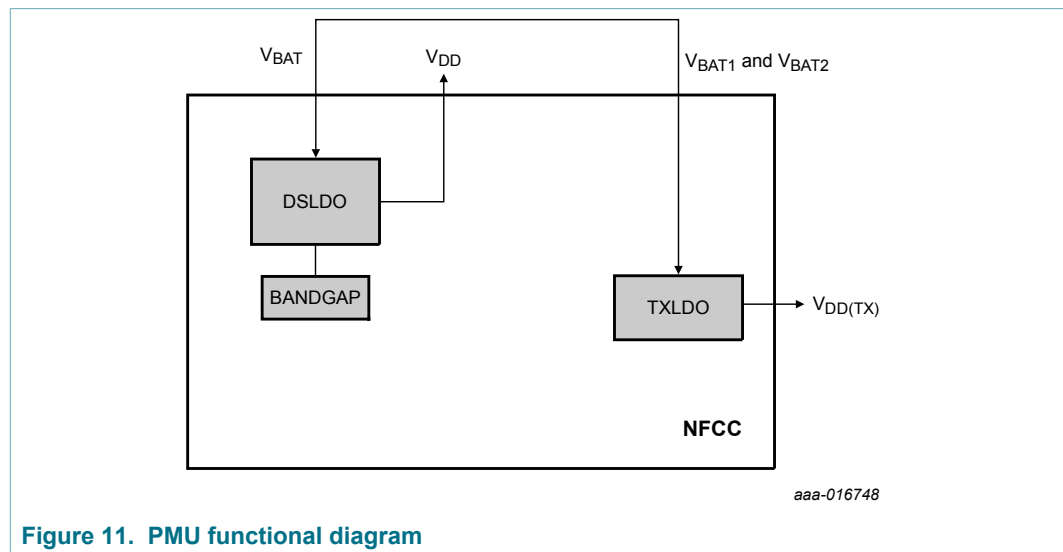 VBAT
VDD
VBAT1 and VBAT2
DSLDO
BANDGAP
TXLDO
VDD(TX)
NFCC
aaa-016748
Figure 11. PMU functional diagram